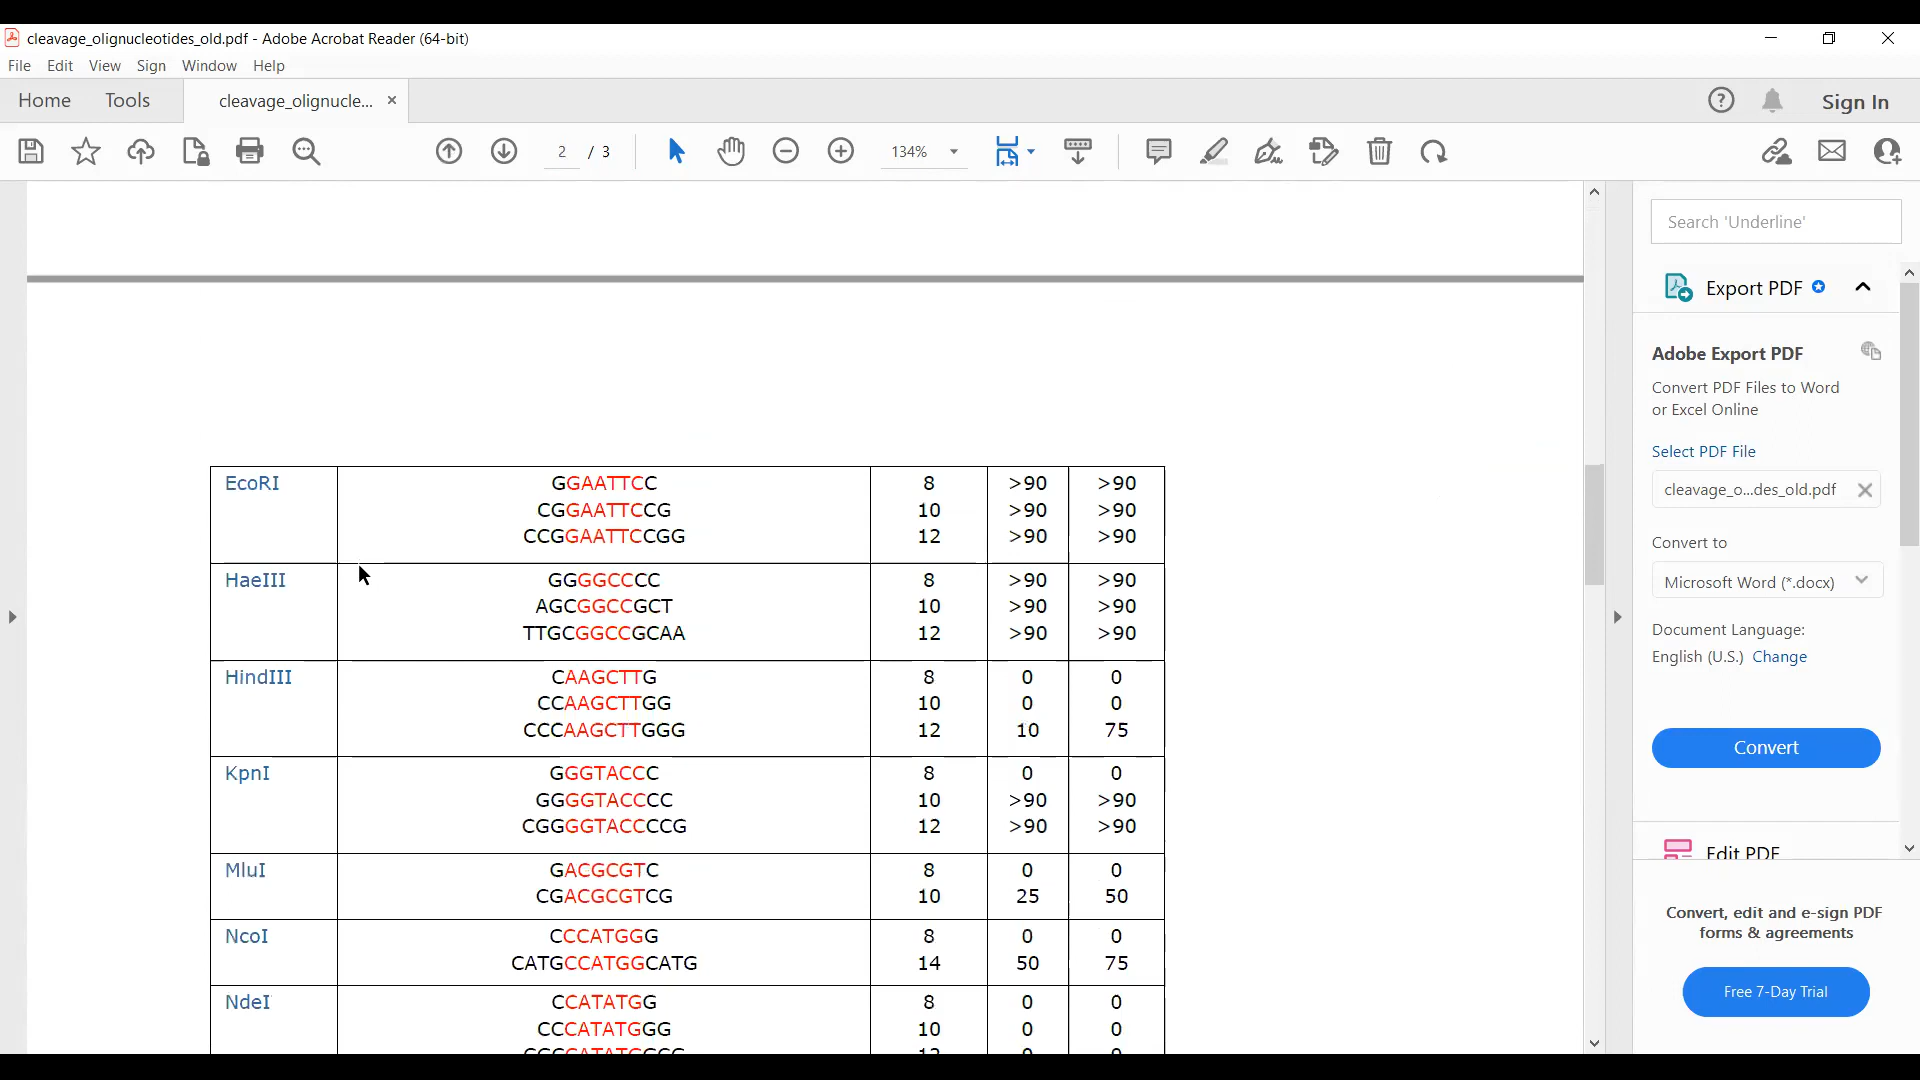 cleavage_olignucleotides_old.pdf - Adobe Acrobat Reader (64-bit)
File Edit View Sign Window Help
Home Tools cleavage_olignucle... × Sign In
2 / 3 134%
Search 'Underline'
Export PDF
Adobe Export PDF
Convert PDF Files to Word
or Excel Online
Select PDF File
cleavage_o...des_old.pdf
Convert to
Microsoft Word (*.docx)
Document Language:
English (U.S.) Change
Convert
Edit PDF
Convert, edit and e-sign PDF
forms & agreements
Free 7-Day Trial
EcoRI GGAATTCC 8 >90 >90
CGGAATTCCG 10 >90 >90
CCGGAATTCCGG 12 >90 >90
HaeIII GGGGCCCC 8 >90 >90
AGCGGCCGCT 10 >90 >90
TTGCGGCCGCAA 12 >90 >90
HindIII CAAGCTTG 8 0 0
CCAAGCTTGG 10 0 0
CCCAAGCTTGGG 12 10 75
KpnI GGGTACCC 8 0 0
GGGGTACCCC 10 >90 >90
CGGGGTACCCCG 12 >90 >90
MluI GACGCGTC 8 0 0
CGACGCGTCG 10 25 50
NcoI CCCATGGG 8 0 0
CATGCCATGGCATG 14 50 75
NdeI CCATATGG 8 0 0
CCCATATGGG 10 0 0